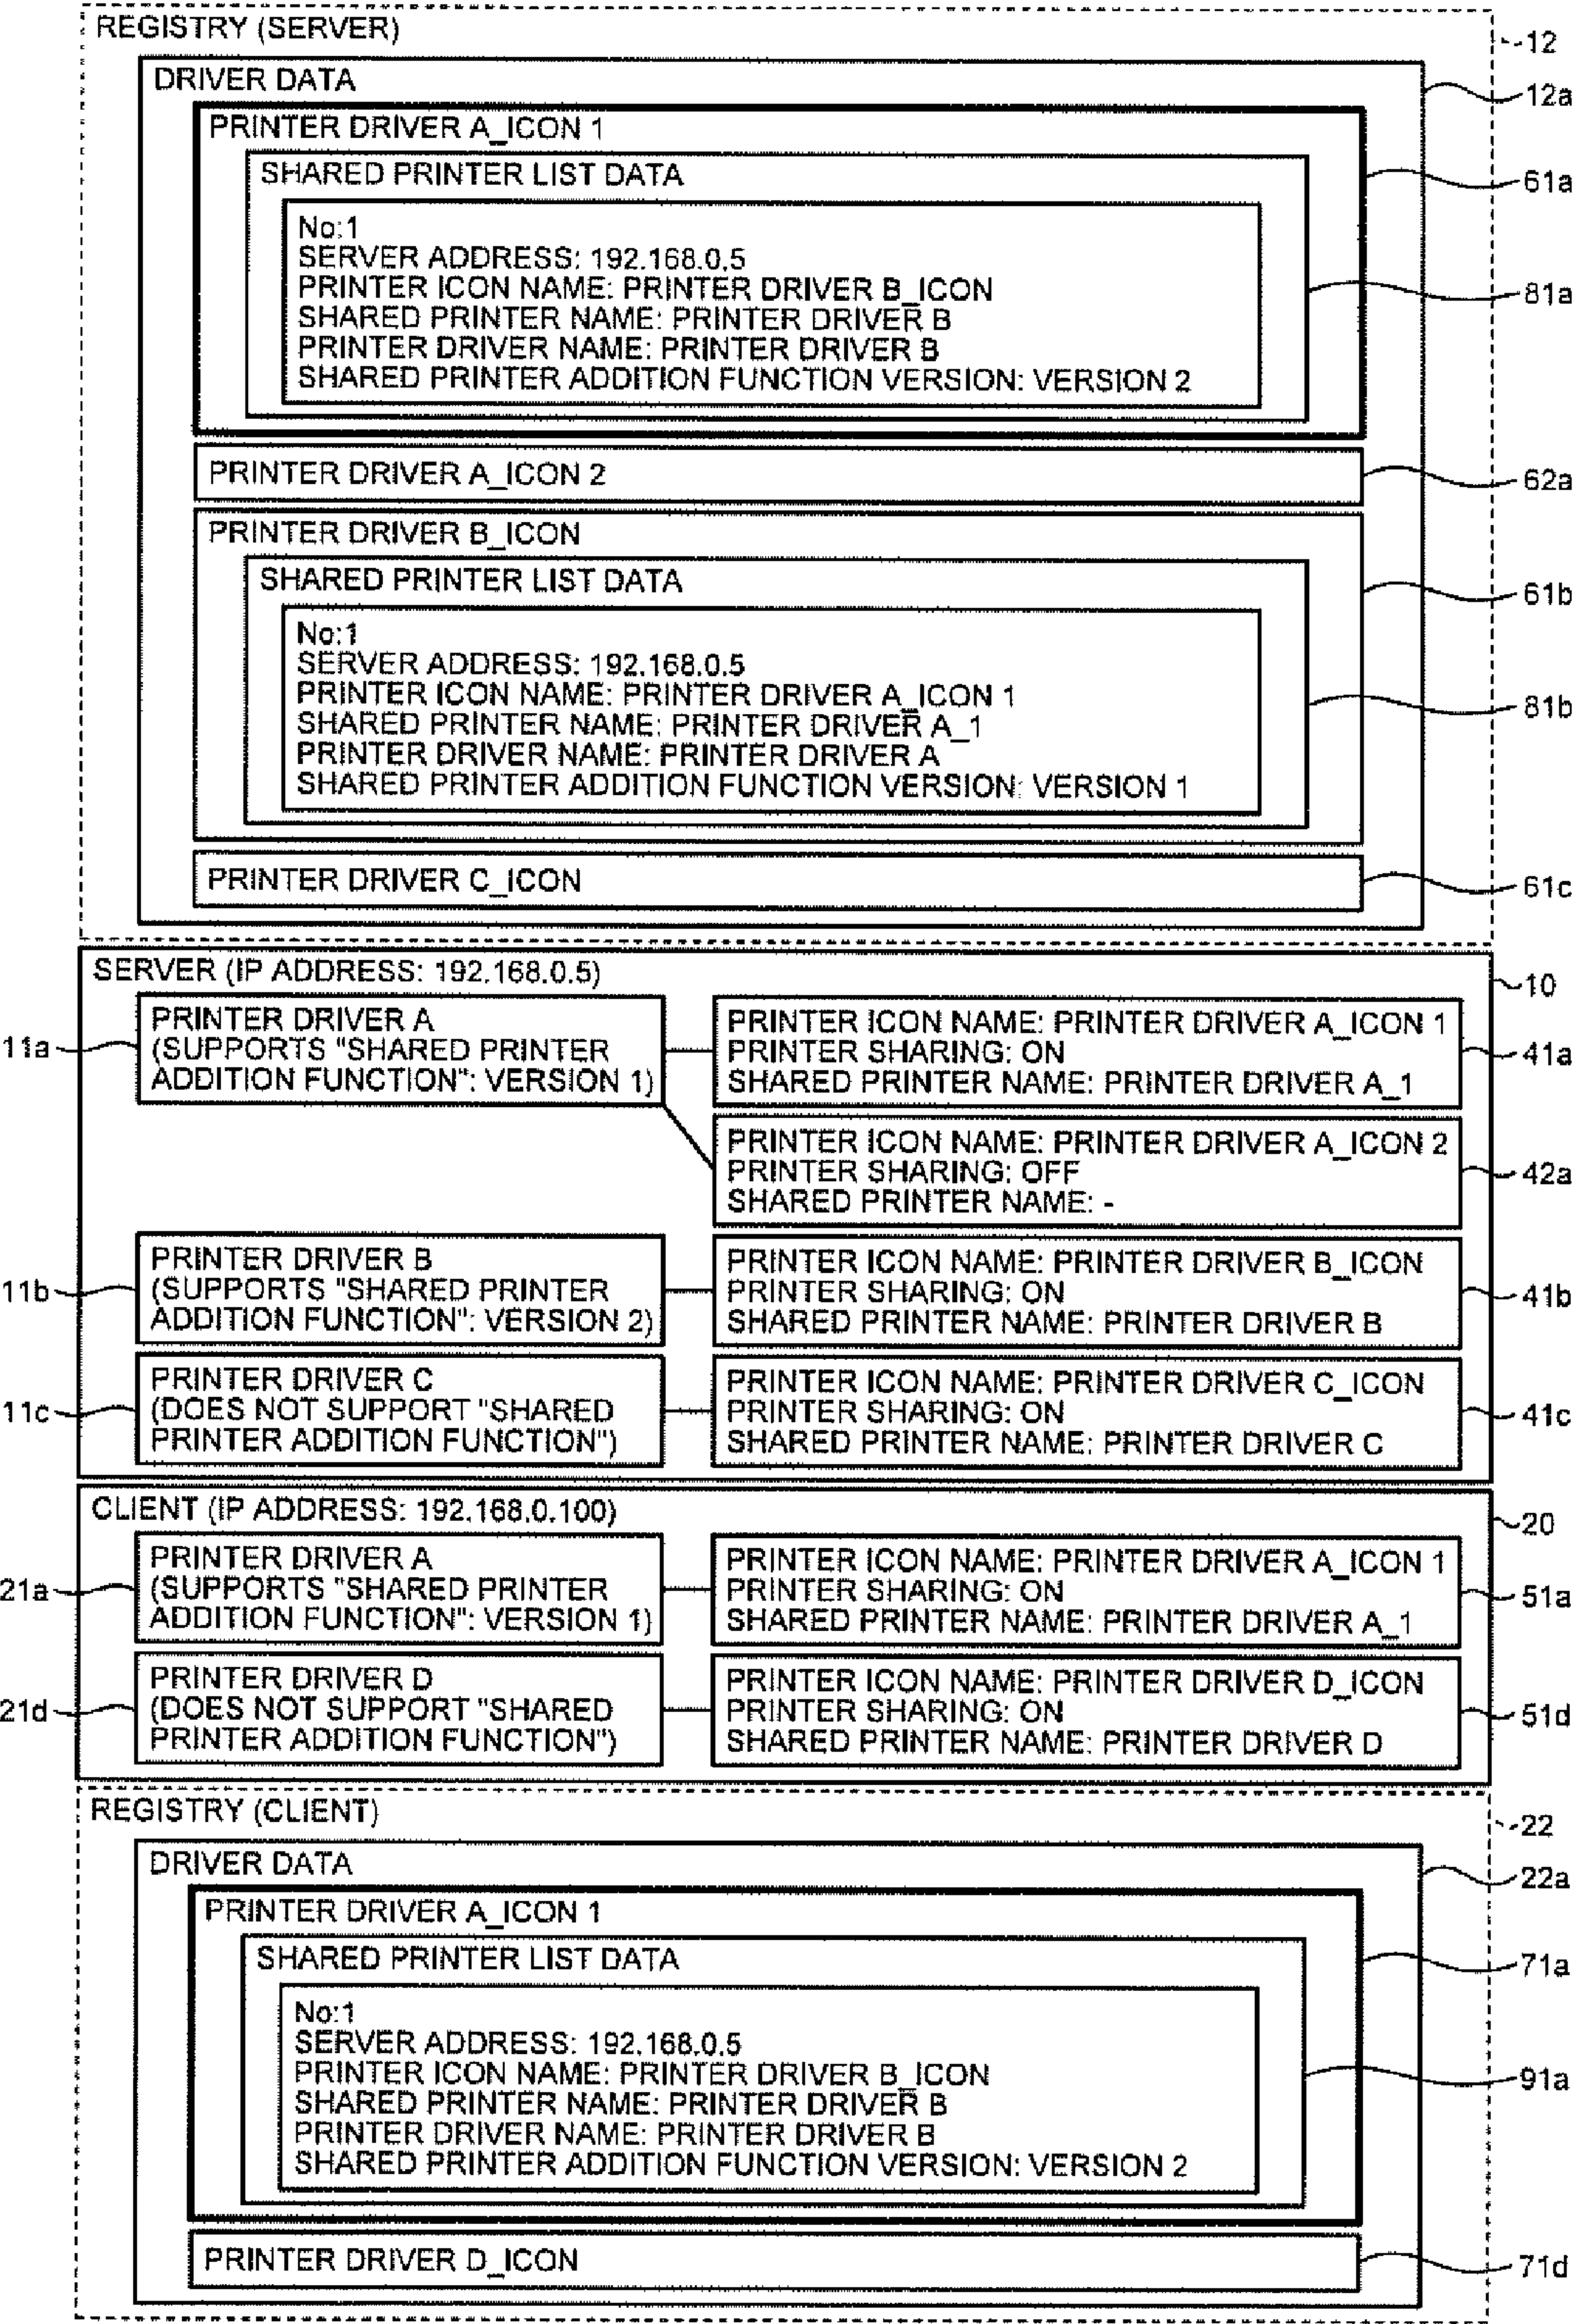 REGISTRY (SERVER)
12
DRIVER DATA
12a
PRINTER DRIVER A_ICON 1
SHARED PRINTER LIST DATA
61a
No:1
SERVER ADDRESS: 192.168.0.5
PRINTER ICON NAME: PRINTER DRIVER B_ICON
81a
SHARED PRINTER NAME: PRINTER DRIVER B
PRINTER DRIVER NAME: PRINTER DRIVER B
SHARED PRINTER ADDITION FUNCTION VERSION: VERSION 2
PRINTER DRIVER A_ICON 2
62a
PRINTER DRIVER B_ICON
SHARED PRINTER LIST DATA
61b
No:1
SERVER ADDRESS: 192.168.0.5
PRINTER ICON NAME: PRINTER DRIVER A_ICON 1
81b
SHARED PRINTER NAME: PRINTER DRIVER A_1
PRINTER DRIVER NAME: PRINTER DRIVER A
SHARED PRINTER ADDITION FUNCTION VERSION: VERSION 1
PRINTER DRIVER C_ICON
61c
SERVER (IP ADDRESS: 192.168.0.5)
10
11a
PRINTER DRIVER A
(SUPPORTS "SHARED PRINTER
ADDITION FUNCTION": VERSION 1)
PRINTER ICON NAME: PRINTER DRIVER A_ICON 1
PRINTER SHARING: ON
SHARED PRINTER NAME: PRINTER DRIVER A_1
41a
PRINTER ICON NAME: PRINTER DRIVER A_ICON 2
PRINTER SHARING: OFF
SHARED PRINTER NAME: -
42a
11b
PRINTER DRIVER B
(SUPPORTS "SHARED PRINTER
ADDITION FUNCTION": VERSION 2)
PRINTER ICON NAME: PRINTER DRIVER B_ICON
PRINTER SHARING: ON
SHARED PRINTER NAME: PRINTER DRIVER B
41b
11c
PRINTER DRIVER C
(DOES NOT SUPPORT "SHARED
PRINTER ADDITION FUNCTION")
PRINTER ICON NAME: PRINTER DRIVER C_ICON
PRINTER SHARING: ON
SHARED PRINTER NAME: PRINTER DRIVER C
41c
CLIENT (IP ADDRESS: 192.168.0.100)
20
21a
PRINTER DRIVER A
(SUPPORTS "SHARED PRINTER
ADDITION FUNCTION": VERSION 1)
PRINTER ICON NAME: PRINTER DRIVER A_ICON 1
PRINTER SHARING: ON
SHARED PRINTER NAME: PRINTER DRIVER A_1
51a
21d
PRINTER DRIVER D
(DOES NOT SUPPORT "SHARED
PRINTER ADDITION FUNCTION")
PRINTER ICON NAME: PRINTER DRIVER D_ICON
PRINTER SHARING: ON
SHARED PRINTER NAME: PRINTER DRIVER D
51d
REGISTRY (CLIENT)
22
DRIVER DATA
22a
PRINTER DRIVER A_ICON 1
SHARED PRINTER LIST DATA
71a
No:1
SERVER ADDRESS: 192.168.0.5
PRINTER ICON NAME: PRINTER DRIVER B_ICON
91a
SHARED PRINTER NAME: PRINTER DRIVER B
PRINTER DRIVER NAME: PRINTER DRIVER B
SHARED PRINTER ADDITION FUNCTION VERSION: VERSION 2
PRINTER DRIVER D_ICON
71d